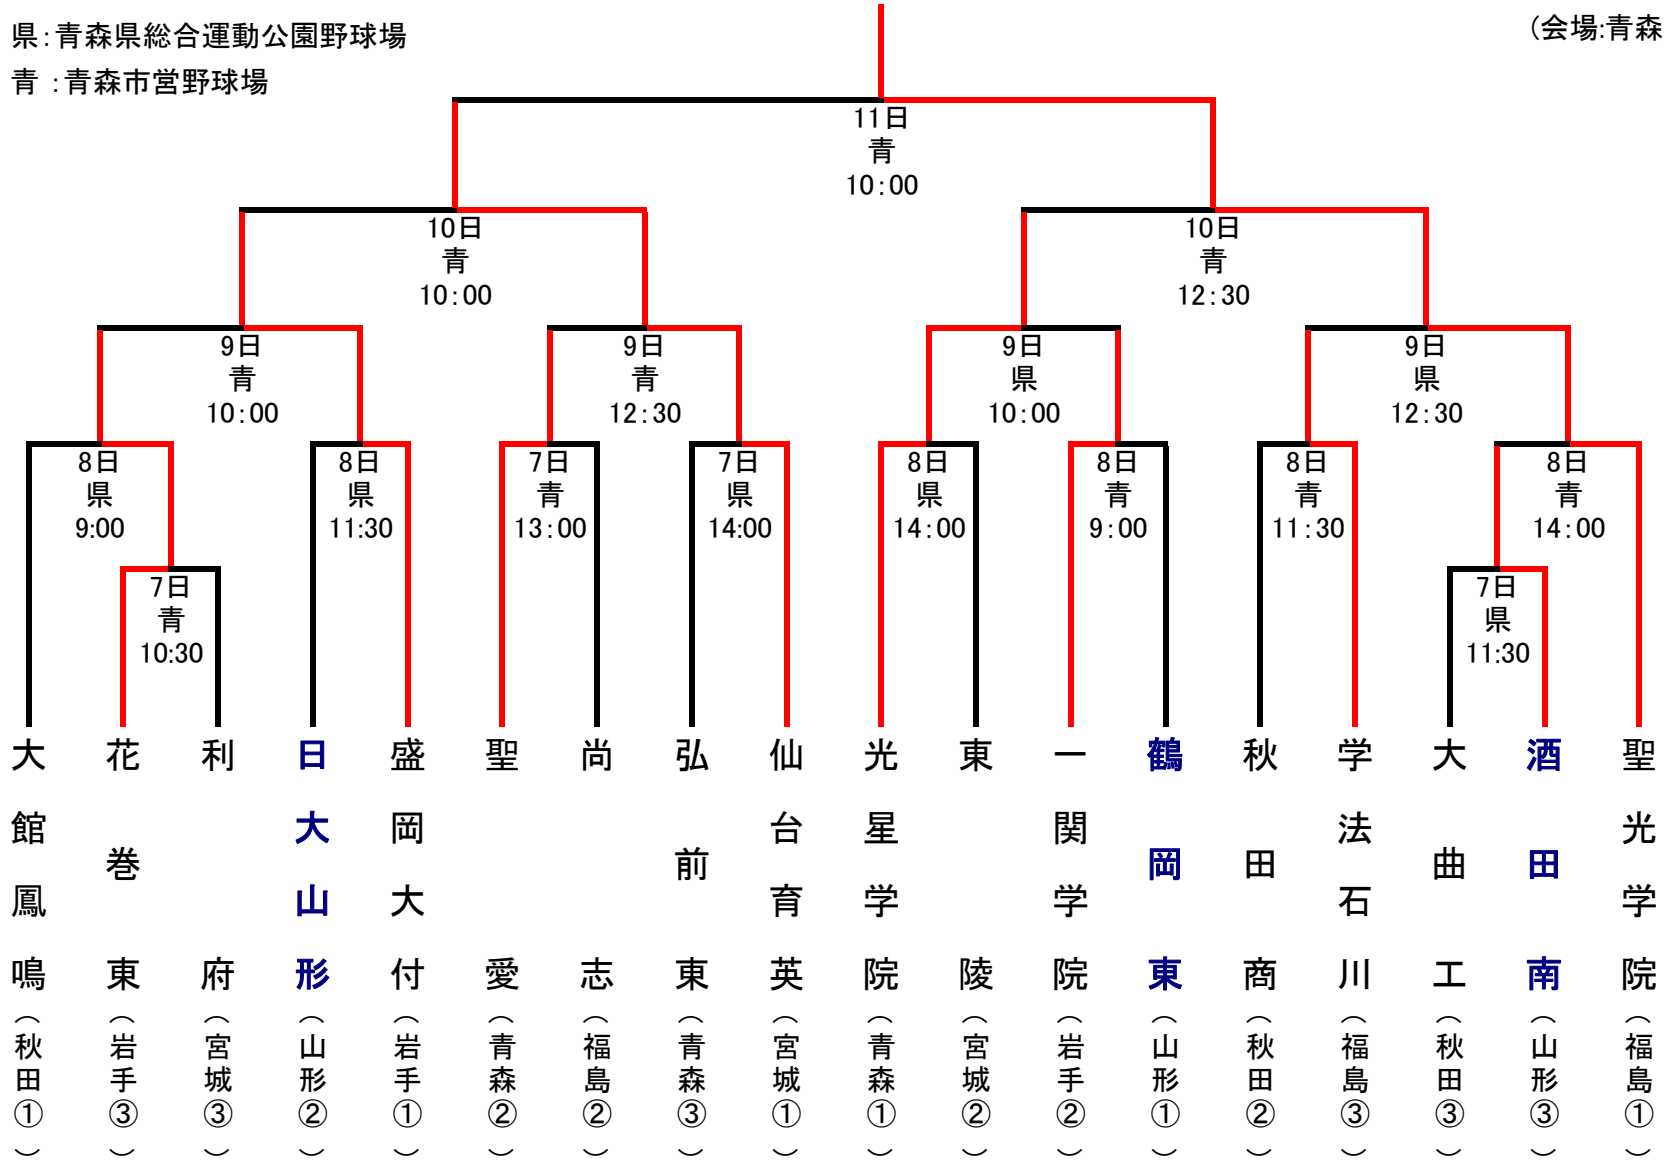 県:青森県総合運動公園野球場
(会場:青森
青 :青森市営野球場
11日
青
10:00
10日
青
10:00
10日
青
12:30
9日
青
10:00
9日
青
12:30
9日
県
10:00
9日
県
12:30
8日
県
9:00
8日
県
11:30
7日
青
13:00
7日
県
14:00
8日
県
14:00
8日
青
9:00
8日
青
11:30
8日
青
14:00
7日
青
10:30
7日
県
11:30
大館鳳鳴(秋田①)
花巻東(岩手③)
利府(宮城③)
日大山形(山形②)
盛岡大付(岩手①)
聖愛(青森②)
尚志(福島②)
弘前東(青森③)
仙台育英(宮城①)
光星学院(青森①)
東陵(宮城②)
一関学院(岩手②)
鶴岡東(山形①)
秋田商(秋田②)
学法石川(福島③)
大曲工(秋田③)
酒田南(山形③)
聖光学院(福島①)